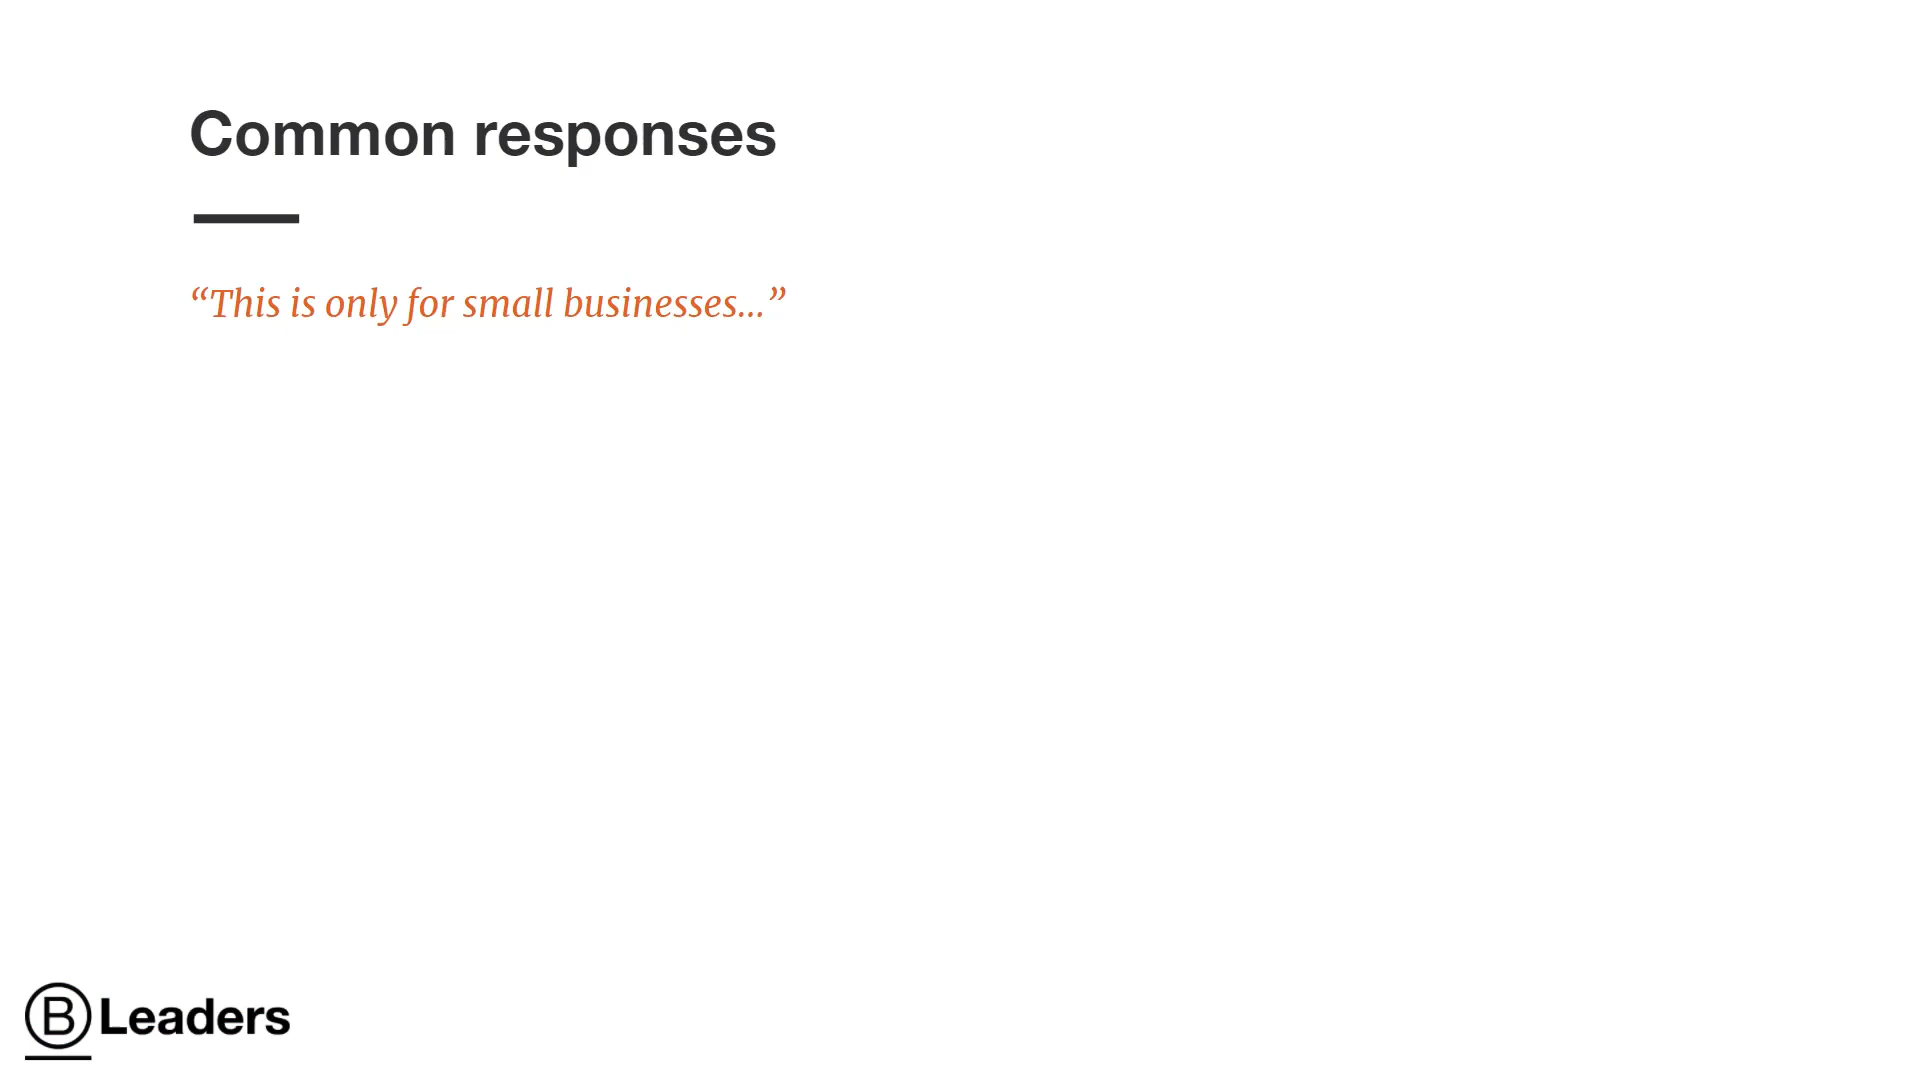 Common responses
“This is only for small businesses...”
B Leaders